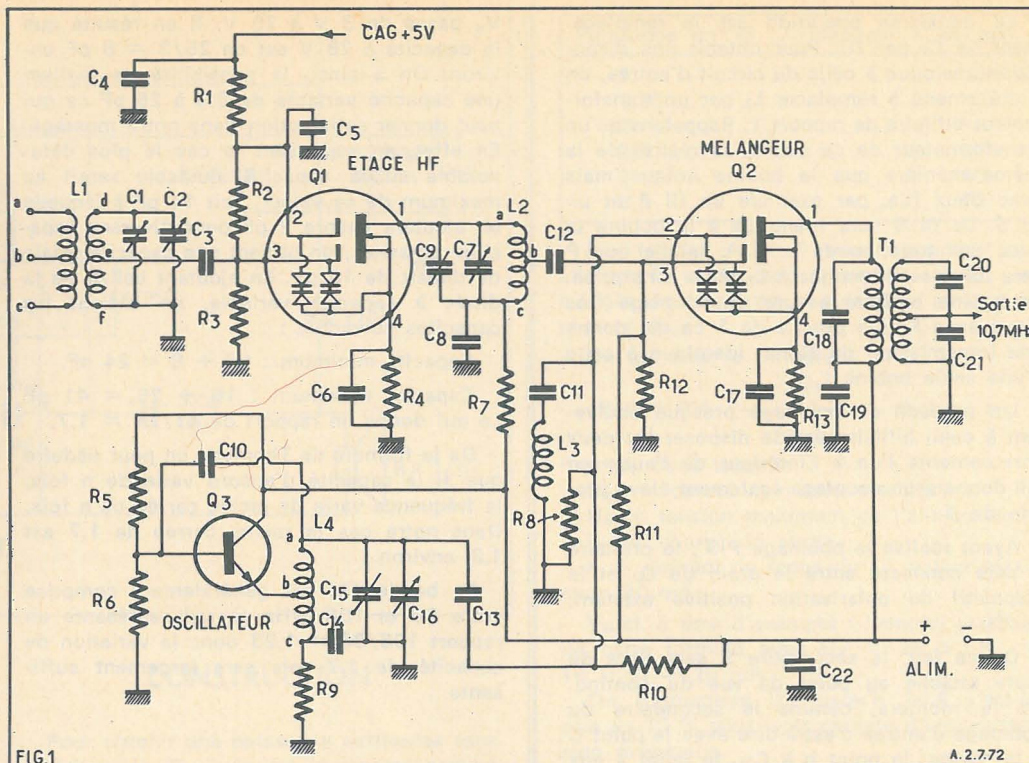 CAG +5V
C4
R1
C5
Q1
ETAGE HF
Q2
MELANGEUR
L1
d
C1
C2
a
e
b
C3
R2
2
1
3
4
L2
a
C9
C7
b
C12
2
1
3
4
T1
C20
Sortie
10,7MHz
c
f
R3
c
C8
C18
C21
C6
R4
R7
C11
R12
C17
R13
C19
L3
C10
R5
Q3
L4
a
R8
R11
b
C15
C16
C13
R6
OSCILLATEUR
c
C14
R9
R10
C22
ALIM.
FIG.1
A.2.7.72